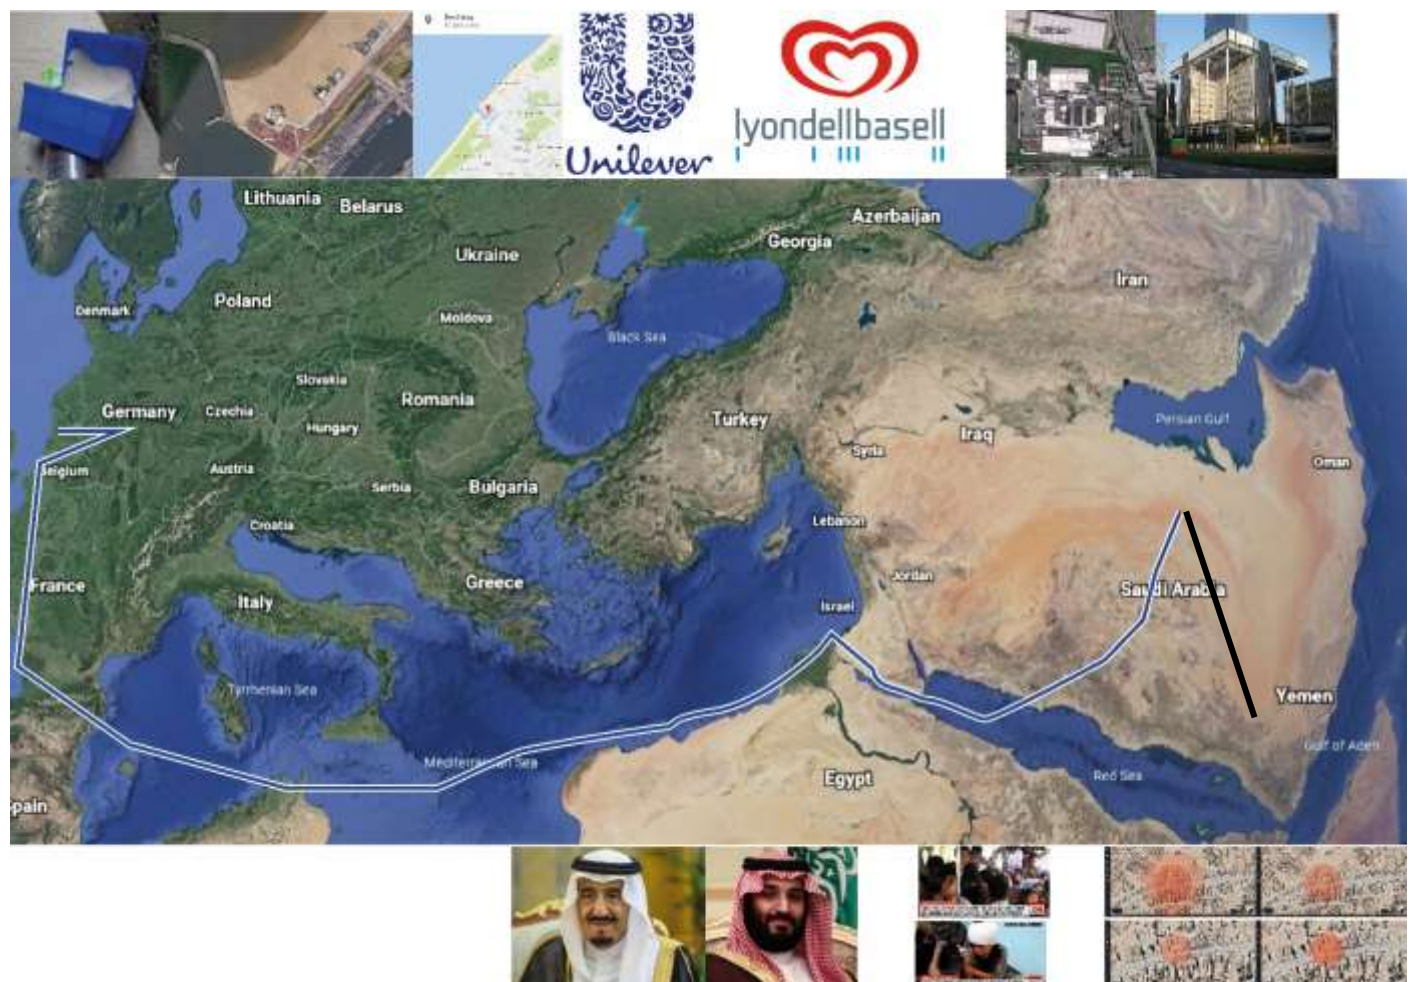 Unilever
lyondellbasell
Lithuania
Belarus
Azerbaijan
Georgia
Ukraine
Iran
Poland
Denmark
Moldova
Black Sea
Slovakia
Romania
Germany
Czechia
Hungary
Turkey
Persian Gulf
Iraq
Syria
Oman
Belgium
Austria
Serbia
Bulgaria
Croatia
Lebanon
Greece
Jordan
France
Saudi Arabia
Italy
Israel
Tyrrhenian Sea
Yemen
Gulf of Aden
Mediterranean Sea
Red Sea
Egypt
Spain